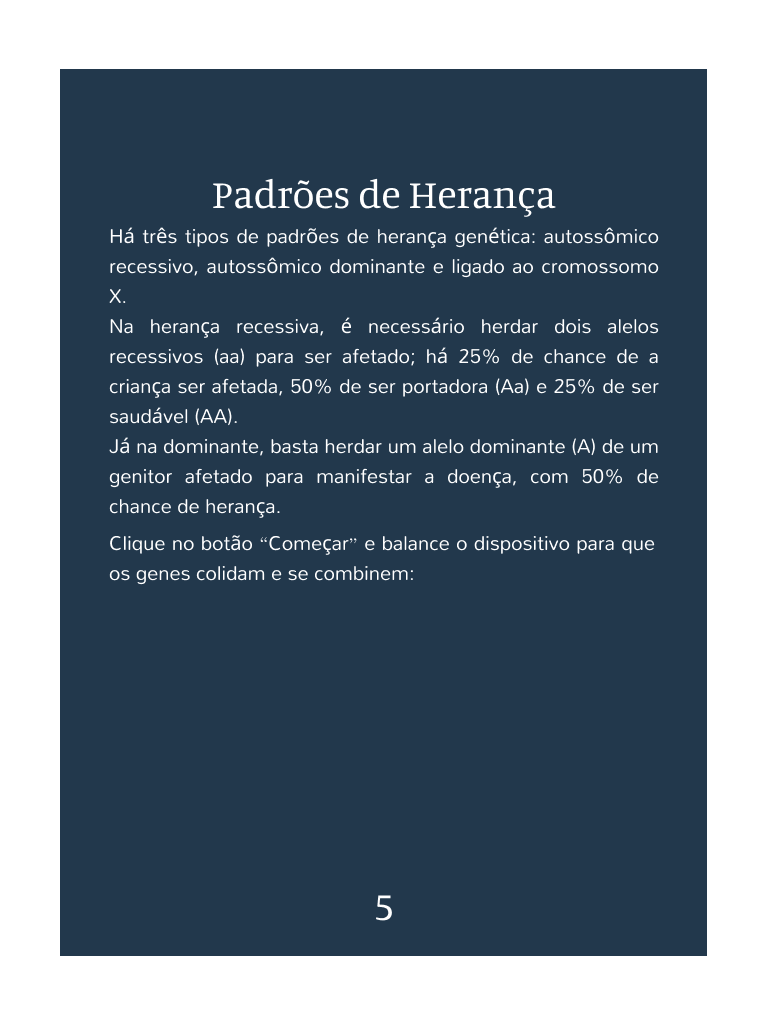 Padrões de Herança
Há três tipos de padrões de herança genética: autossômico
recessivo, autossômico dominante e ligado ao cromossomo
X.
Na herança recessiva, é necessário herdar dois alelos
recessivos (aa) para ser afetado; há 25% de chance de a
criança ser afetada, 50% de ser portadora (Aa) e 25% de ser
saudável (AA).
Já na dominante, basta herdar um alelo dominante (A) de um
genitor afetado para manifestar a doença, com 50% de
chance de herança.
Clique no botão “Começar” e balance o dispositivo para que
os genes colidam e se combinem:
5